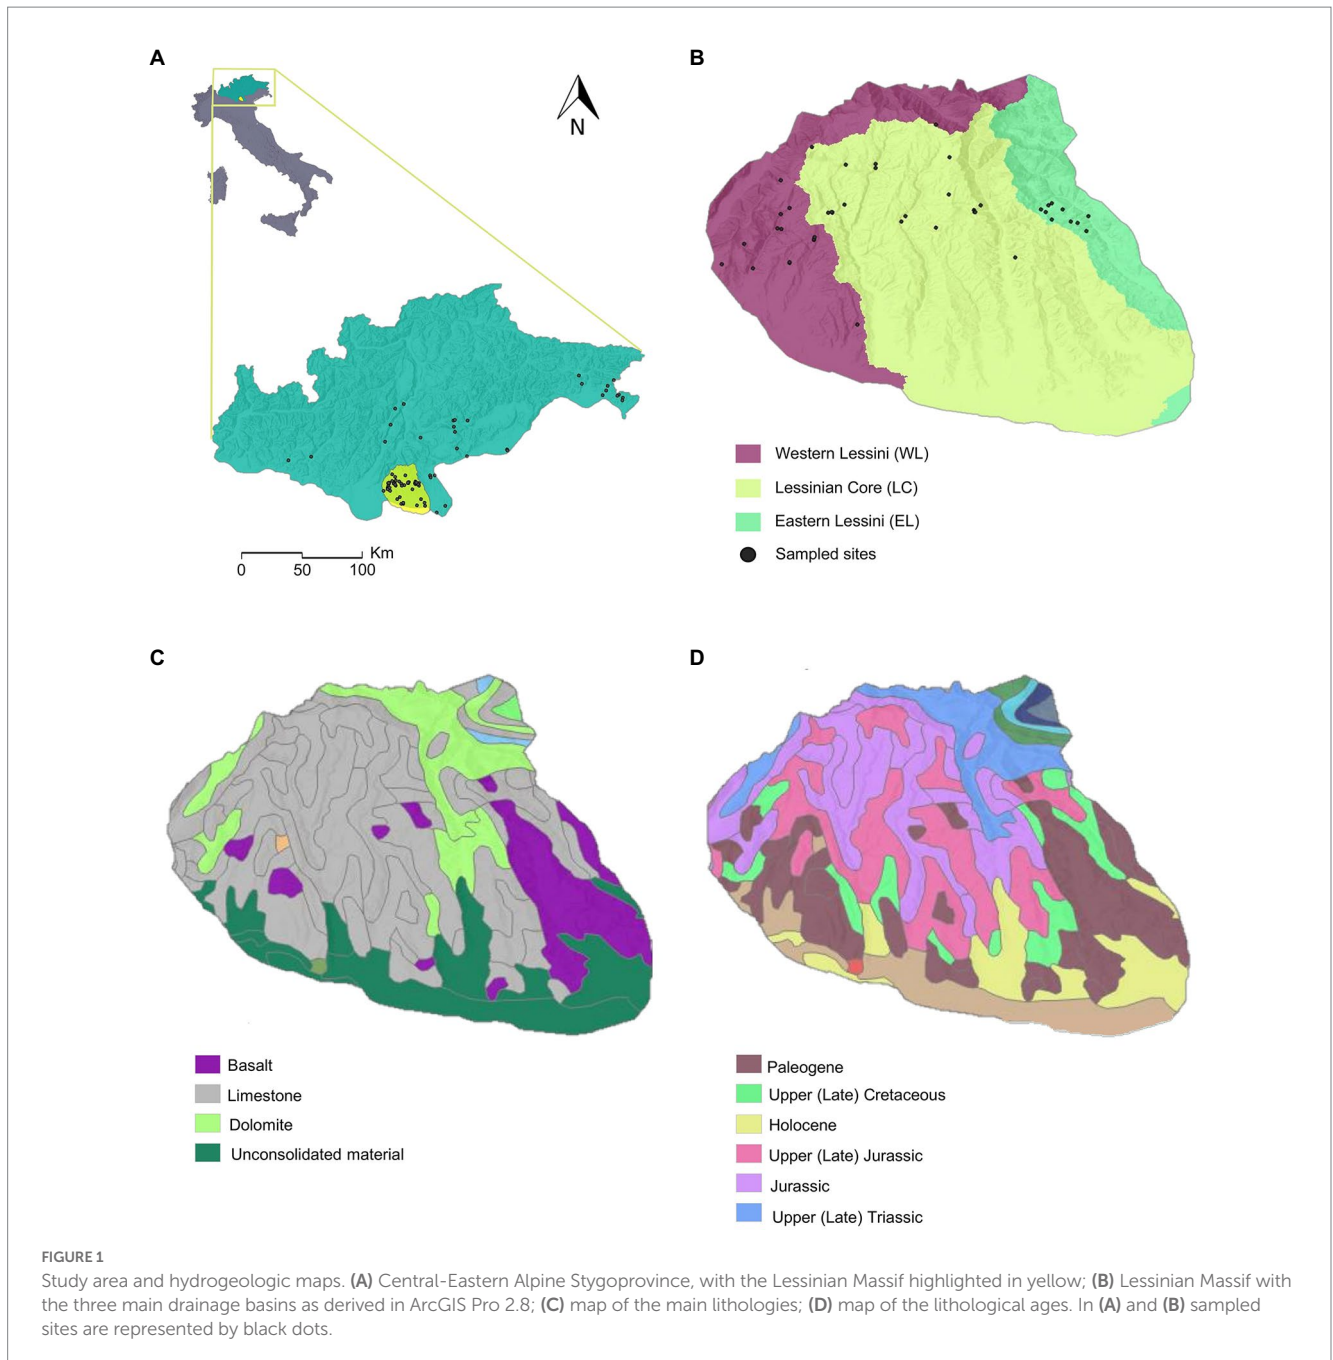 A
N
Km
0 50 100
B
Western Lessini (WL)
Lessinian Core (LC)
Eastern Lessini (EL)
Sampled sites
C
Basalt
Limestone
Dolomite
Unconsolidated material
D
Paleogene
Upper (Late) Cretaceous
Holocene
Upper (Late) Jurassic
Jurassic
Upper (Late) Triassic
FIGURE 1
Study area and hydrogeologic maps. (A) Central-Eastern Alpine Stygoprovince, with the Lessinian Massif highlighted in yellow; (B) Lessinian Massif with
the three main drainage basins as derived in ArcGIS Pro 2.8; (C) map of the main lithologies; (D) map of the lithological ages. In (A) and (B) sampled
sites are represented by black dots.